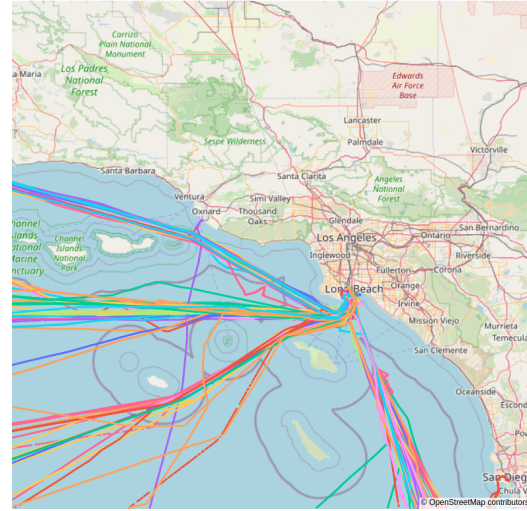 Carrizo
Plain National
Monument
a Maria
Los Padres
National
Forest
Edwards
Air Force
Base
Lancaster
Sespe Wilderness
Palmdale
Victorville
Santa Barbara
Santa Clarita
Angeles
National
Forest
Ventura
Simi Valley
Oxnard
Thousand
Oaks
Glendale
Los Angeles
Ontario
San Bernardino
Channel
Islands
National
Marine
Sanctuary
Channel
Islands
National
Park
Inglewood
Riverside
Fullerton
Corona
Long Beach
Orange
Irvine
Mission Viejo
Murrieta
Temecula
San Clemente
Oceanside
Escond
Pow
San Dieg
Chula V
© OpenStreetMap contributors